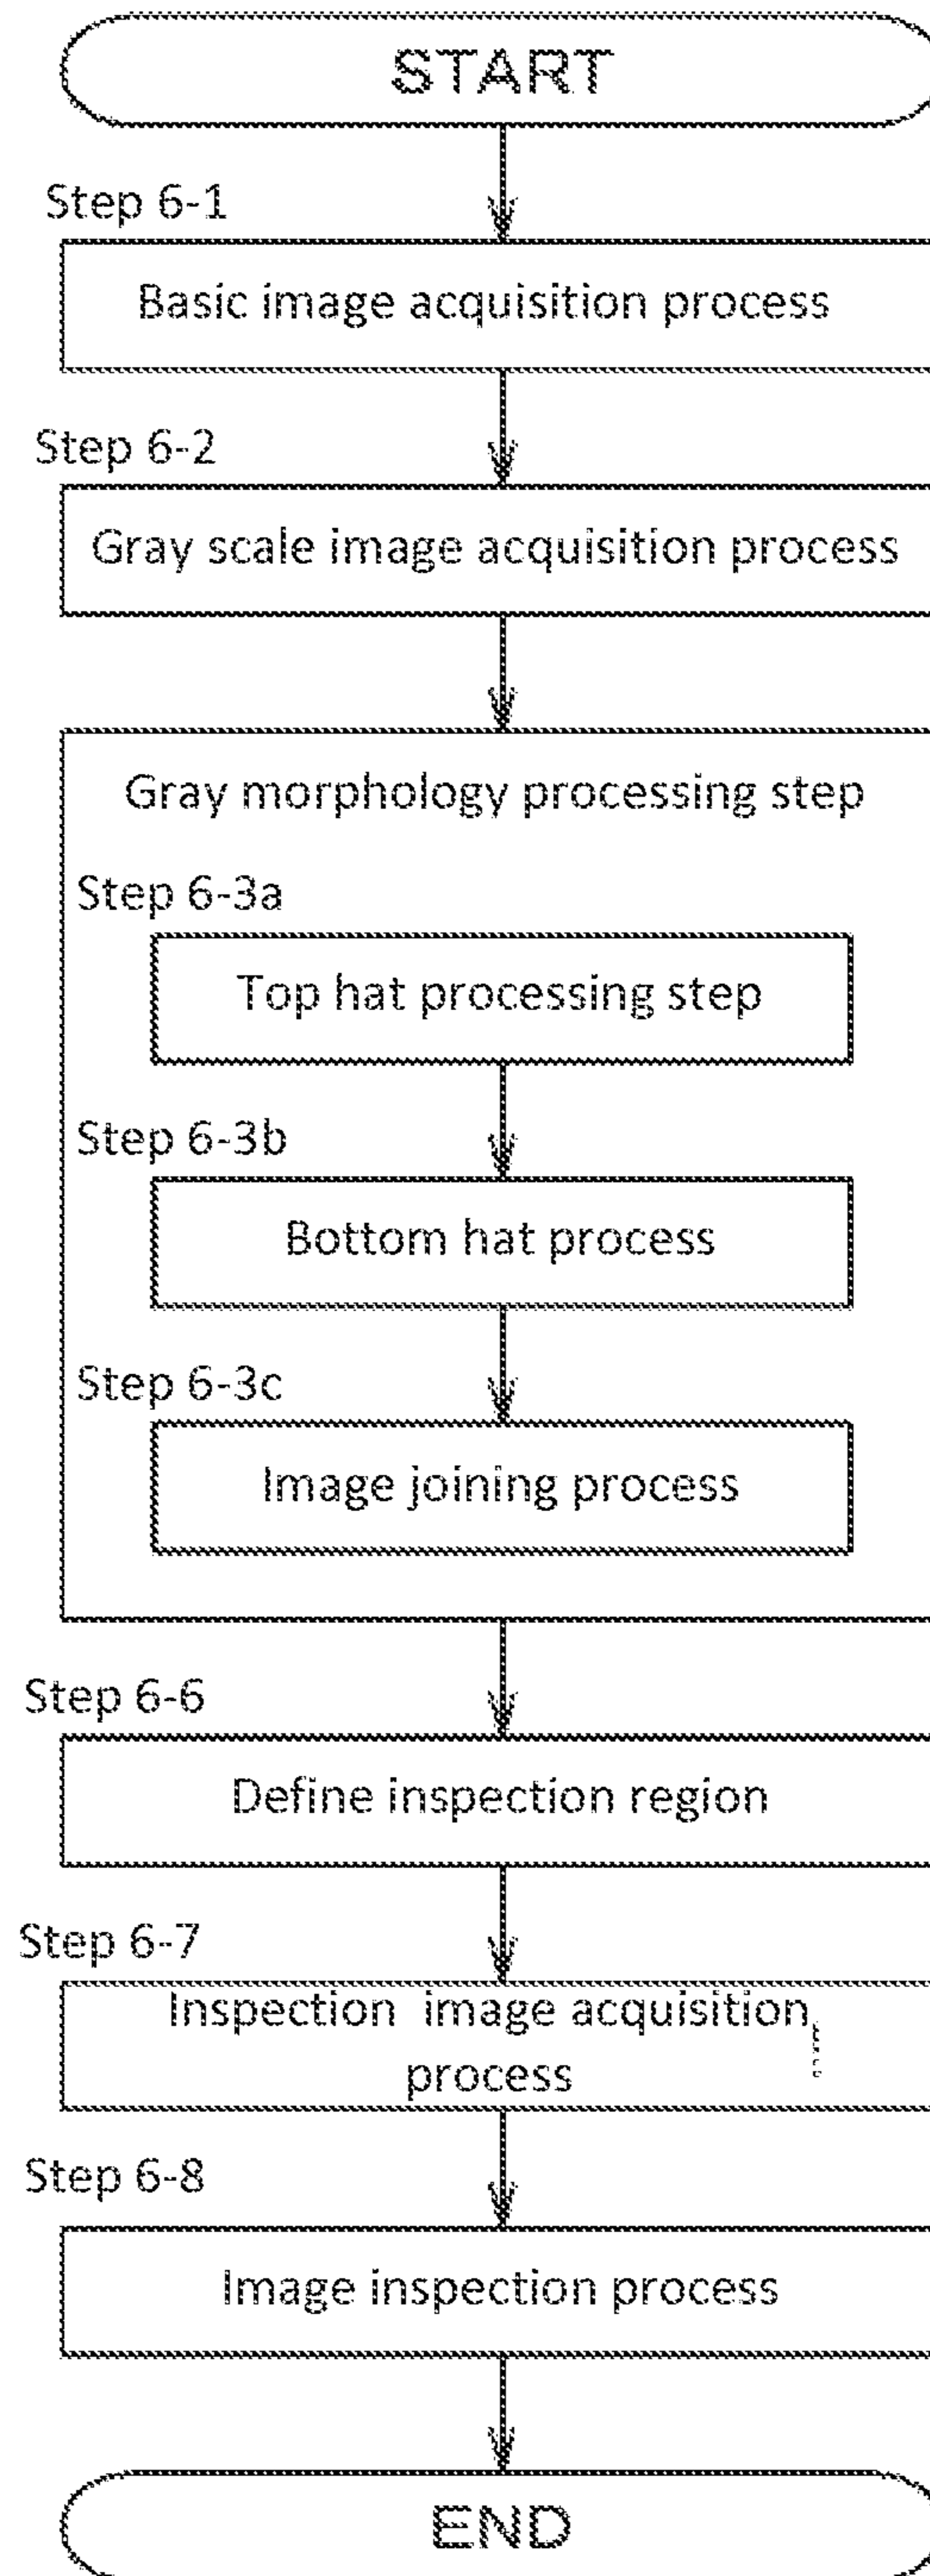 START
Step 6-1
Basic image acquisition process
Step 6-2
Gray scale image acquisition process
Gray morphology processing step
Step 6-3a
Top hat processing step
Step 6-3b
Bottom hat process
Step 6-3c
Image joining process
Step 6-6
Define inspection region
Step 6-7
Inspection image acquisition
process
Step 6-8
Image inspection process
END